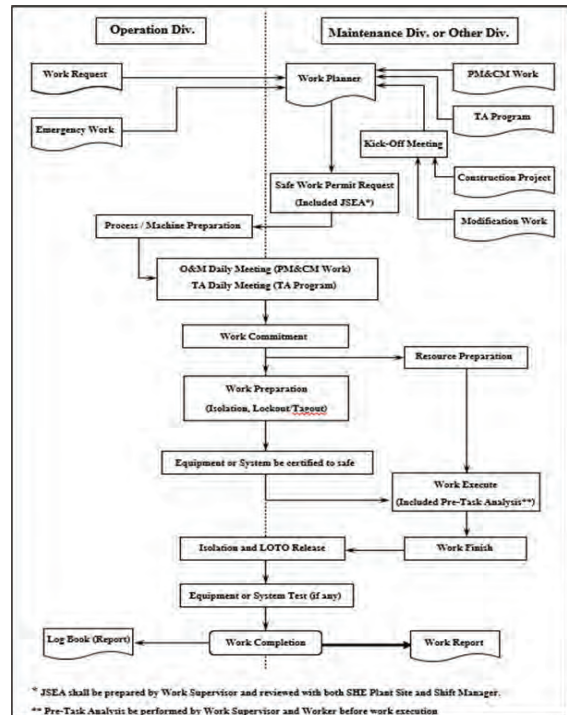 Operation Div.
Maintenance Div. or Other Div.
Work Request
Work Planner
PM&CM Work
TA Program
Emergency Work
Kick-Off Meeting
Construction Project
Safe Work Permit Request
(Included JSEA*)
Modification Work
Process / Machine Preparation
O&M Daily Meeting (PM&CM Work)
TA Daily Meeting (TA Program)
Work Commitment
Resource Preparation
Work Preparation
(Isolation, Lockout/Tagout)
Equipment or System be certified to safe
Work Execute
(Included Pre-Task Analysis**)
Isolation and LOTO Release
Work Finish
Equipment or System Test (if any)
Log Book (Report)
Work Completion
Work Report
* JSEA shall be prepared by Work Supervisor and reviewed with both SHE Plant Site and Shift Manager.
** Pre-Task Analysis be performed by Work Supervisor and Worker before work execution